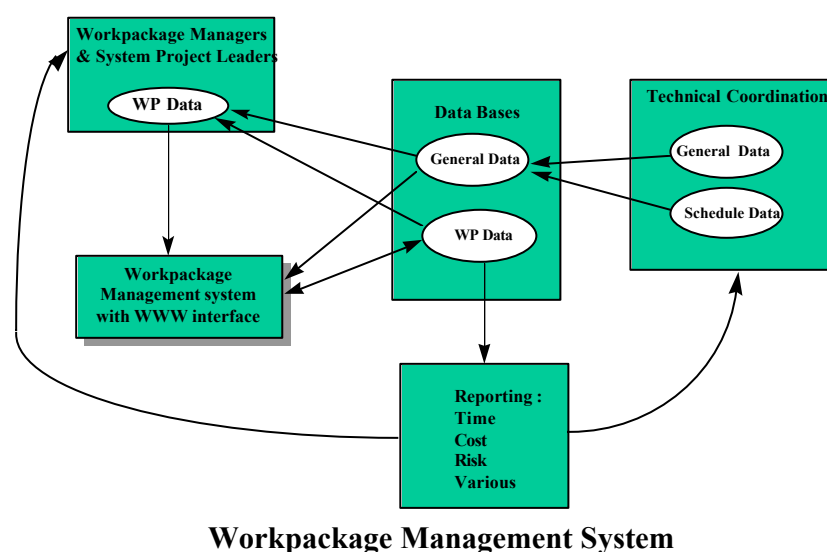 Workpackage Managers
& System Project Leaders
WP Data
Data Bases
General Data
WP Data
Technical Coordination
General Data
Schedule Data
Workpackage
Management system
with WWW interface
Reporting :
Time
Cost
Risk
Various
Workpackage Management System